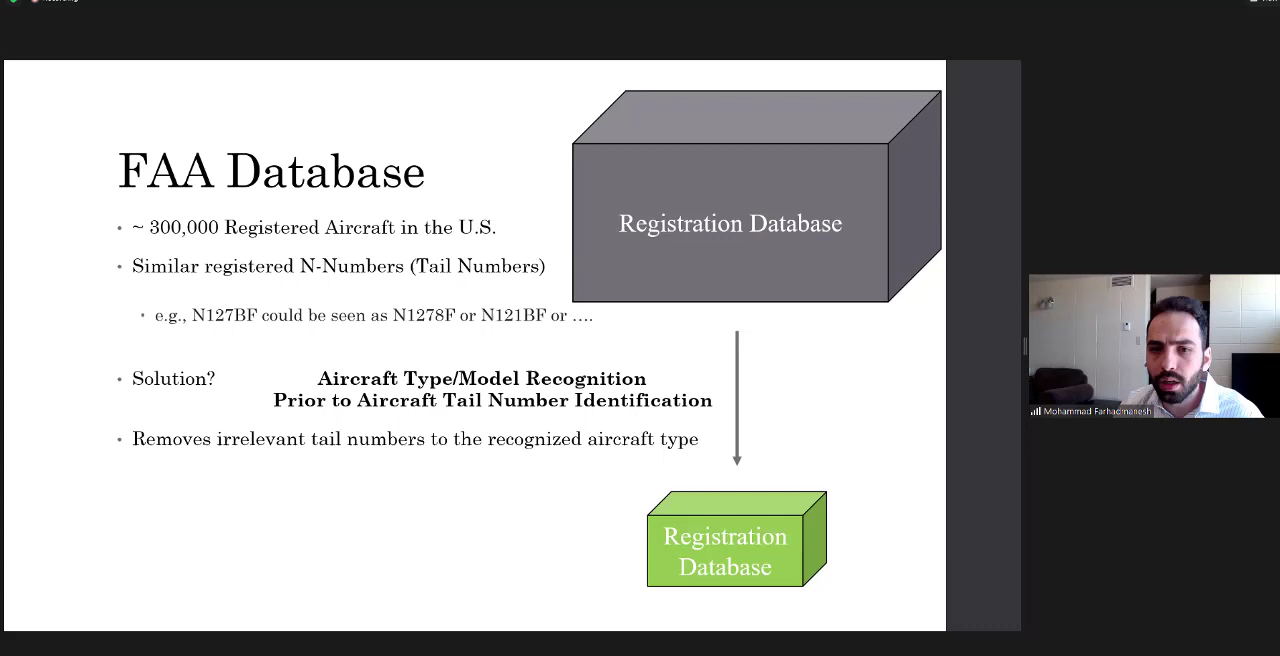 Recording
View
FAA Database
• ~ 300,000 Registered Aircraft in the U.S.
• Similar registered N-Numbers (Tail Numbers)
• e.g., N127BF could be seen as N1278F or N121BF or ….
• Solution?
Aircraft Type/Model Recognition
Prior to Aircraft Tail Number Identification
• Removes irrelevant tail numbers to the recognized aircraft type
Registration Database
Registration
Database
Mohammad Farhadmanesh